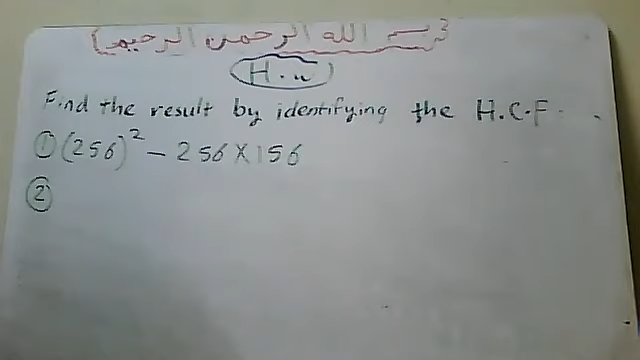 بسم الله الرحمن الرحيم
H.w
Find the result by identifying the H.C.F.
① (256)² - 256 × 156
②